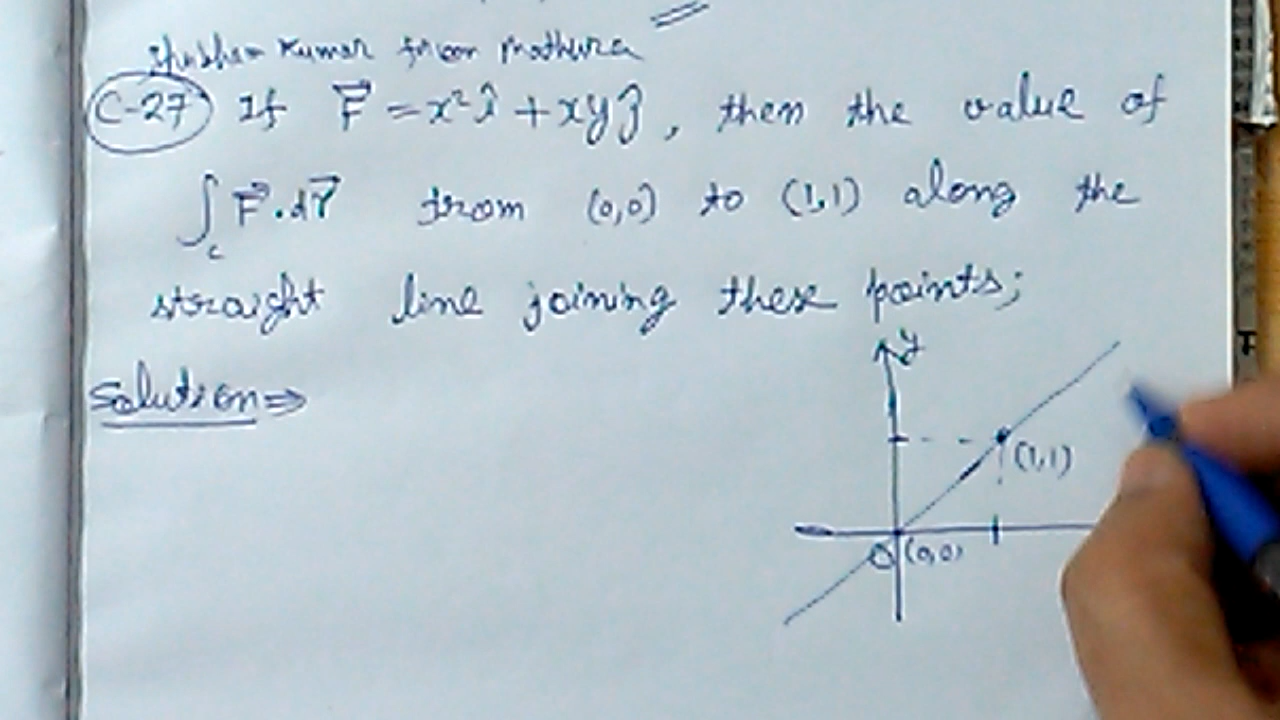 Shubham Kumar from Mathura
C-27 If F⃗ = x²î + xyĵ, then the value of
∫c F⃗.dr⃗ from (0,0) to (1,1) along the
straight line joining these points;
Solution⇒
y
(1,1)
O (0,0)